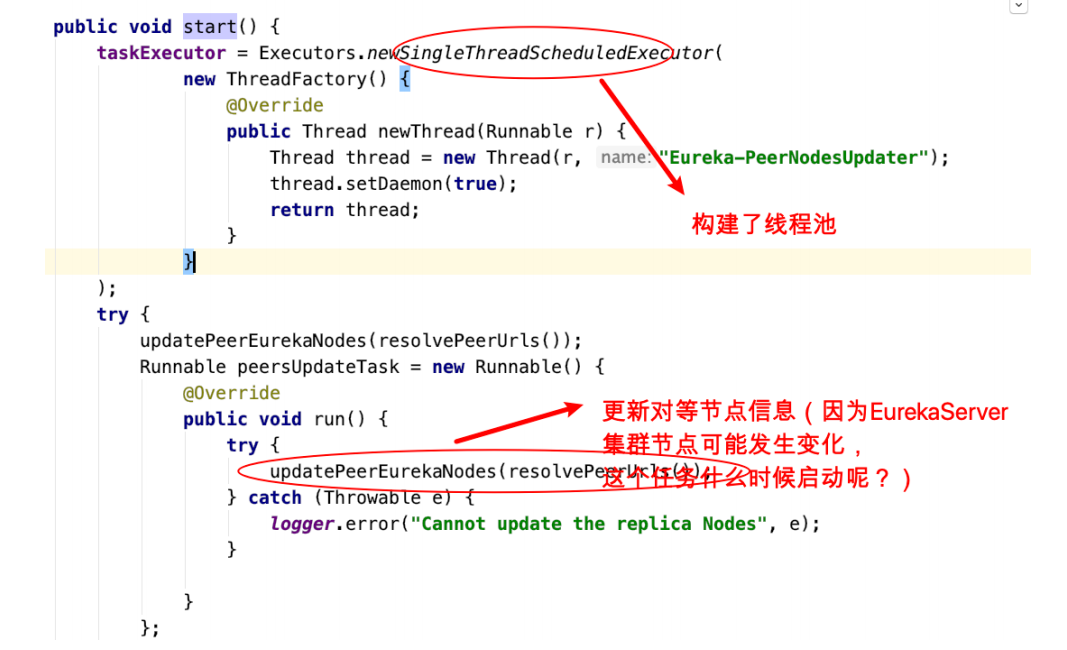 public void start() {
taskExecutor = Executors.newSingleThreadScheduledExecutor(
new ThreadFactory() {
@Override
public Thread newThread(Runnable r) {
Thread thread = new Thread(r, name: "Eureka-PeerNodesUpdater");
thread.setDaemon(true);
return thread;
构建了线程池
}
}
);
try {
updatePeerEurekaNodes(resolvePeerUrls());
Runnable peersUpdateTask = new Runnable() {
@Override
public void run() {
更新对等节点信息（因为EurekaServer
try {
集群节点可能发生变化，
updatePeerEurekaNodes(resolvePeerUrls());
这个任务什么时候启动呢？）
} catch (Throwable e) {
logger.error("Cannot update the replica Nodes", e);
}
}
};